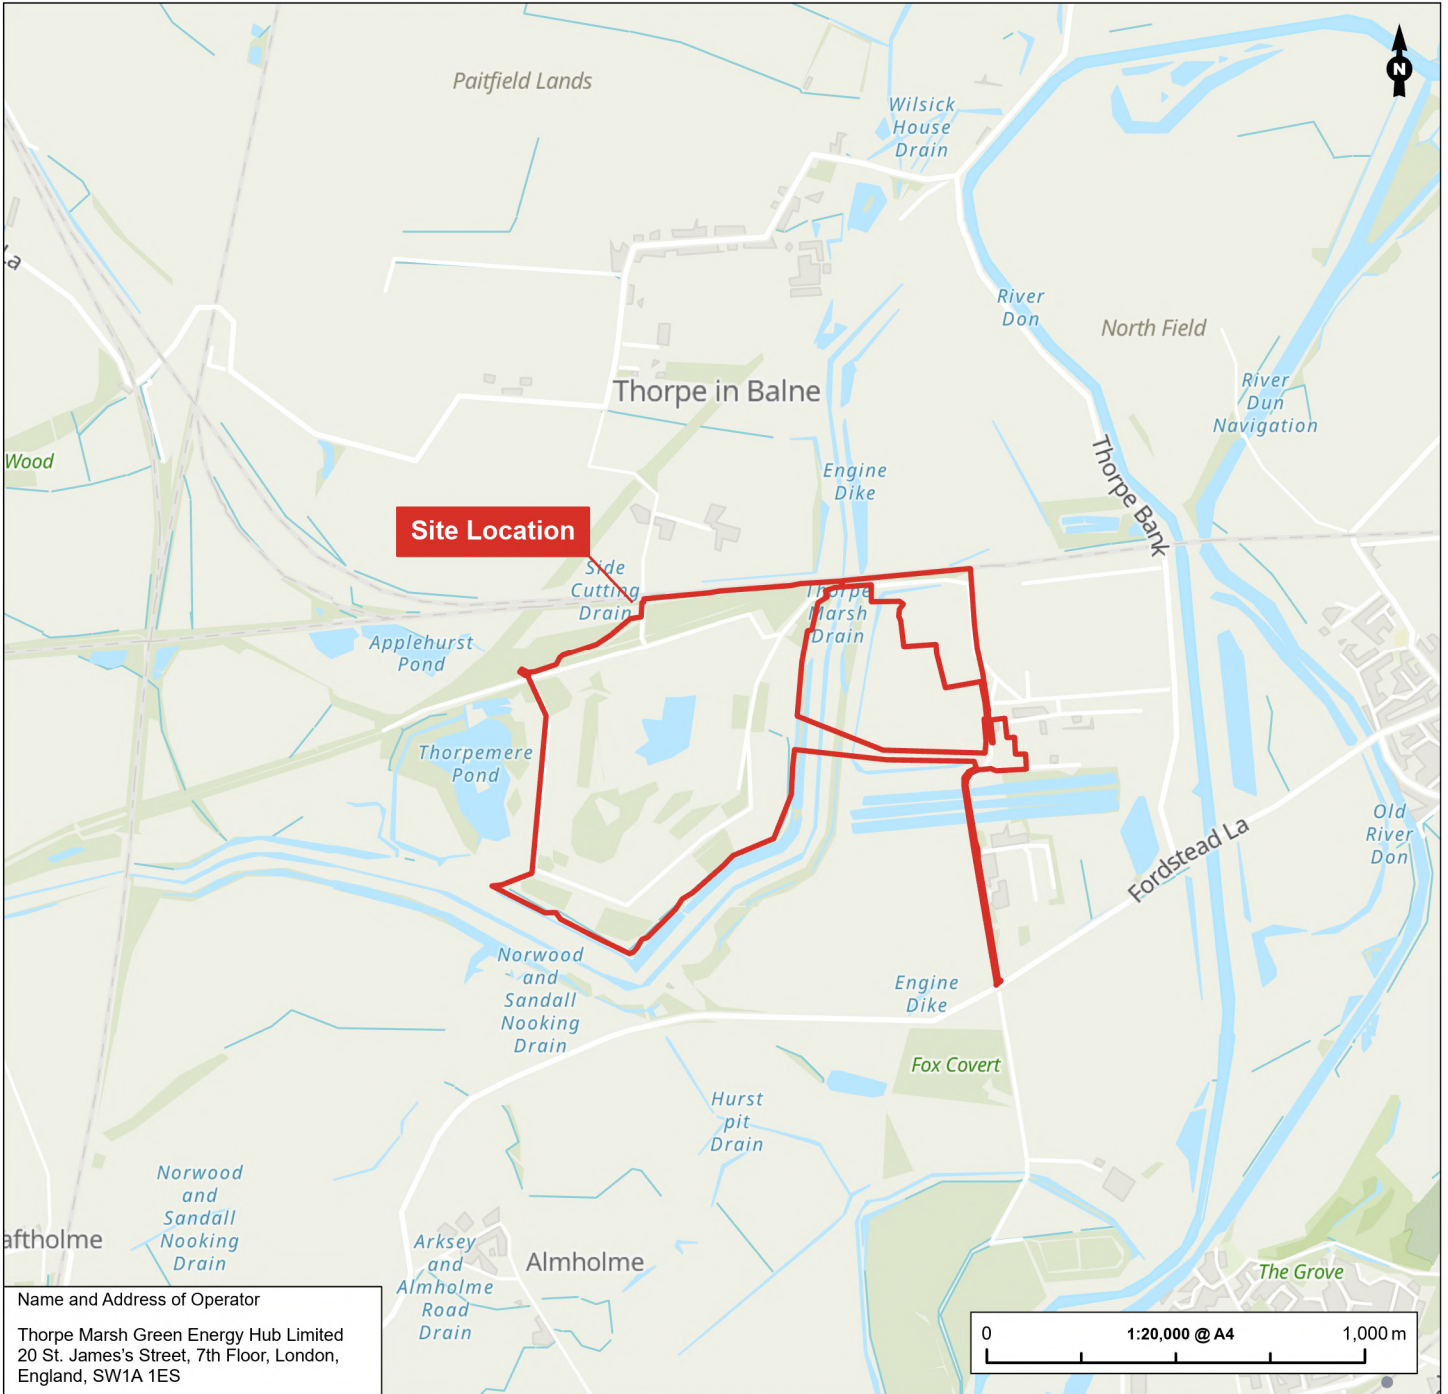 Paitfield Lands
N
Wilsick
House
Drain
La
River
Don
North Field
Thorpe in Balne
River
Dun
Navigation
Wood
Engine
Dike
Thorpe Bank
Site Location
Side
Cutting
Drain
Thorpe
Marsh
Drain
Applehurst
Pond
Thorpemere
Pond
Old
River
Don
Fordstead La
Norwood
and
Sandall
Nooking
Drain
Engine
Dike
Fox Covert
Hurst
pit
Drain
Norwood
and
Sandall
Nooking
Drain
aftholme
Arksey
and
Almholme
Road
Drain
Almholme
The Grove
Name and Address of Operator
Thorpe Marsh Green Energy Hub Limited
20 St. James's Street, 7th Floor, London,
England, SW1A 1ES
0 1:20,000 @ A4 1,000 m